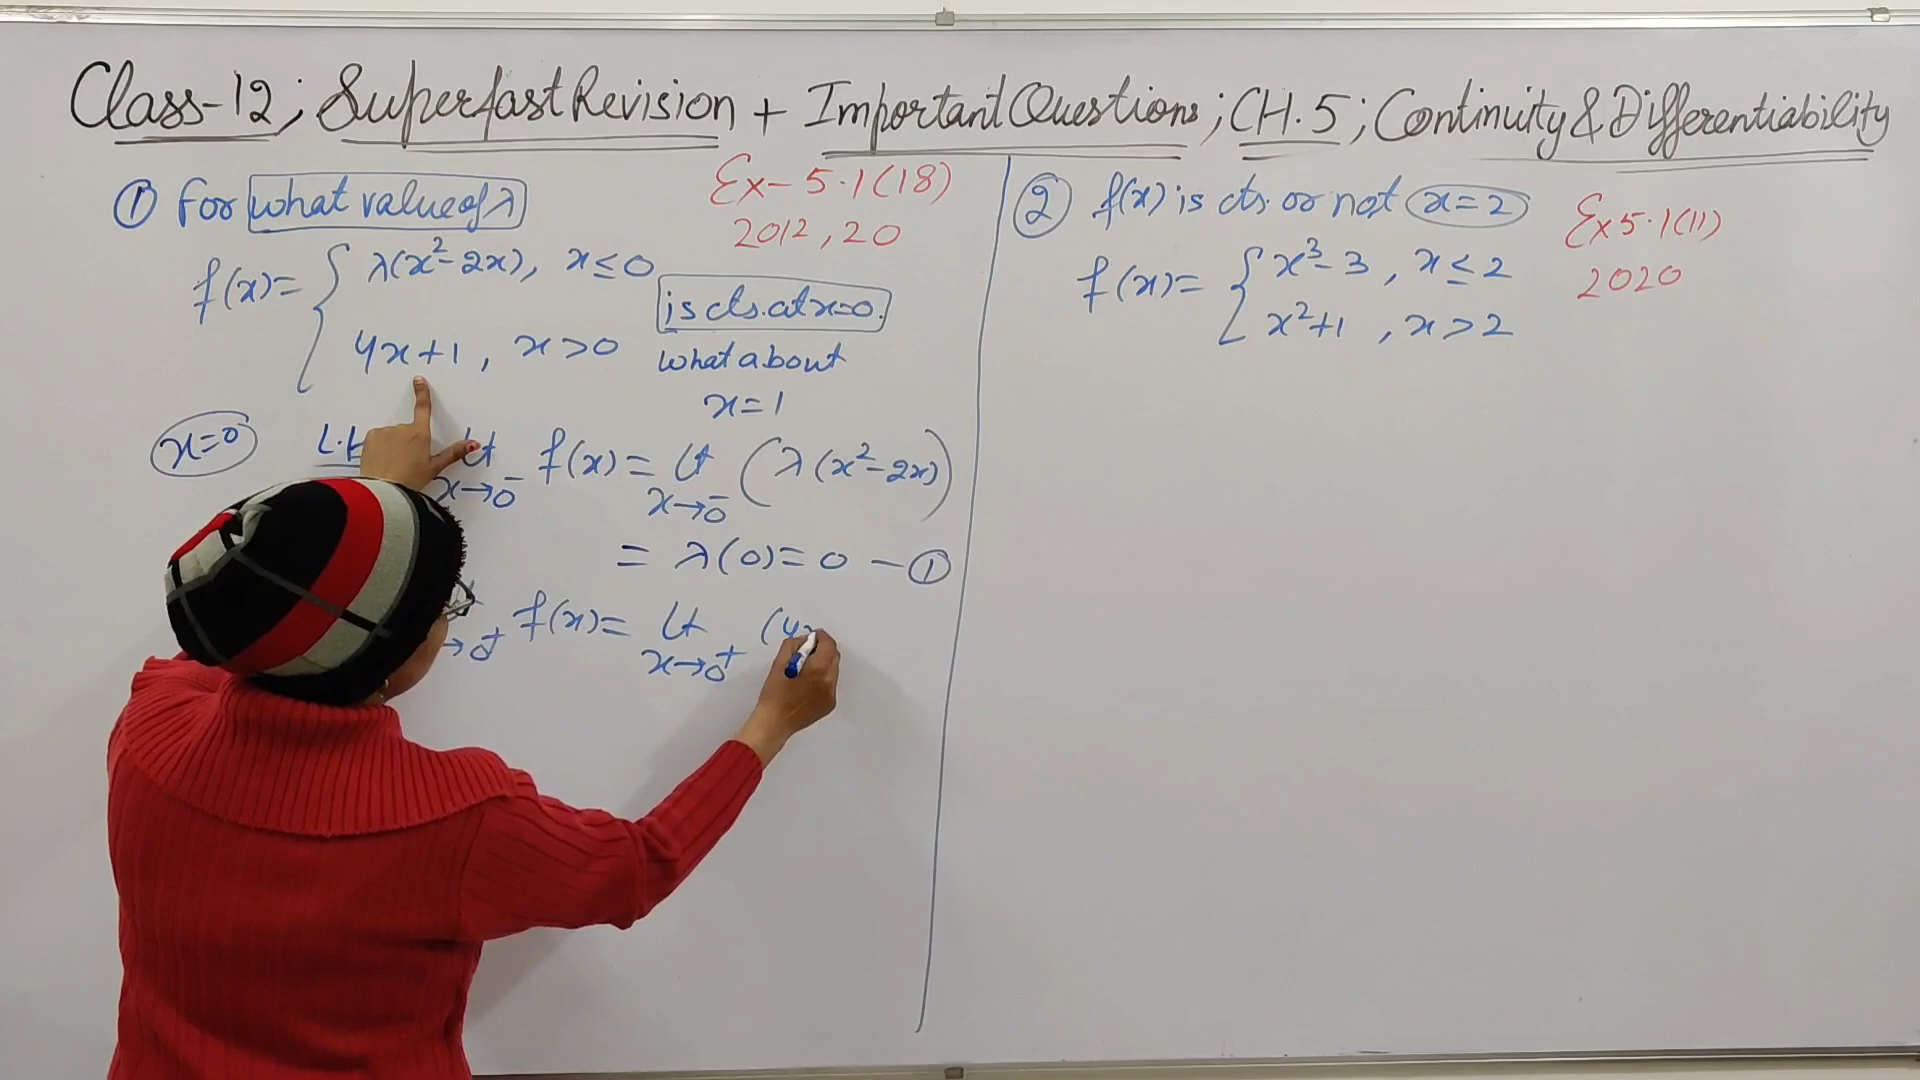 Class-12; Superfast Revision + Important Questions; CH.5; Continuity & Differentiability
① For what value of λ
Ex-5.1(18)
2012, 20
f(x)= { λ(x²-2x), x≤0
4x+1, x>0
is cts. at x=0.
what about
x=1
x=0
Lt f(x) = Lt (λ(x²-2x))
x→0⁻ x→0⁻
= λ(0)=0 —①
f(x)= Lt (4x
→0⁺ x→0⁺
② f(x) is cts. or not x=2
Ex 5.1(11)
2020
f(x)= { x³-3, x≤2
x²+1, x>2